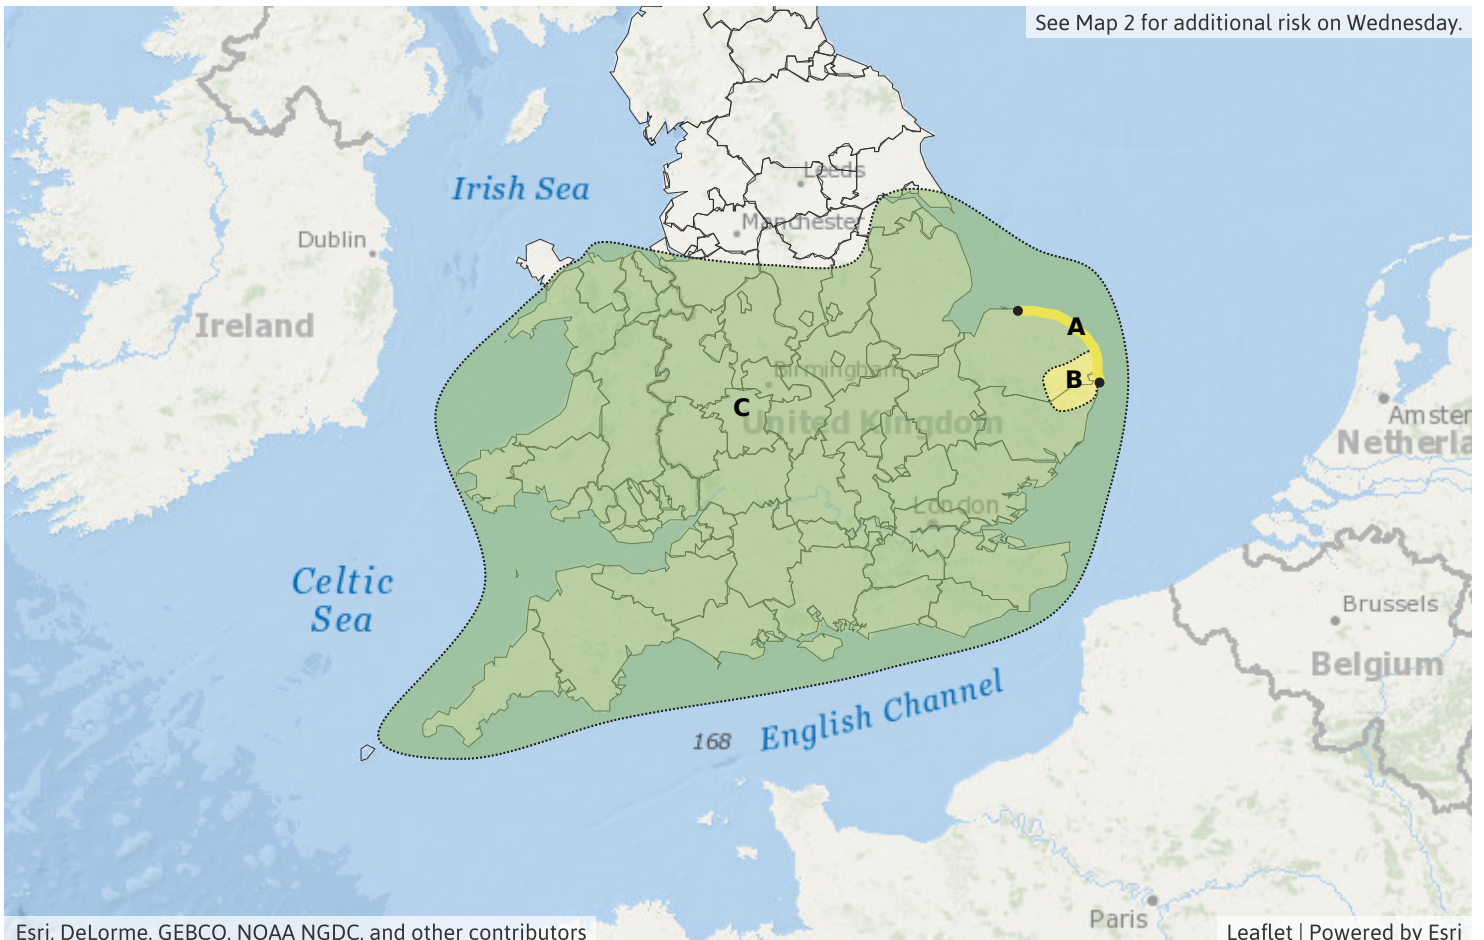 See Map 2 for additional risk on Wednesday.
Leeds
Irish Sea
Manchester
Dublin
Ireland
A
Birmingham
B
C
United Kingdom
Amster
Netherla
London
Celtic
Sea
Brussels
Belgium
English Channel
168
Paris
Esri, DeLorme, GEBCO, NOAA NGDC, and other contributors
Leaflet | Powered by Esri